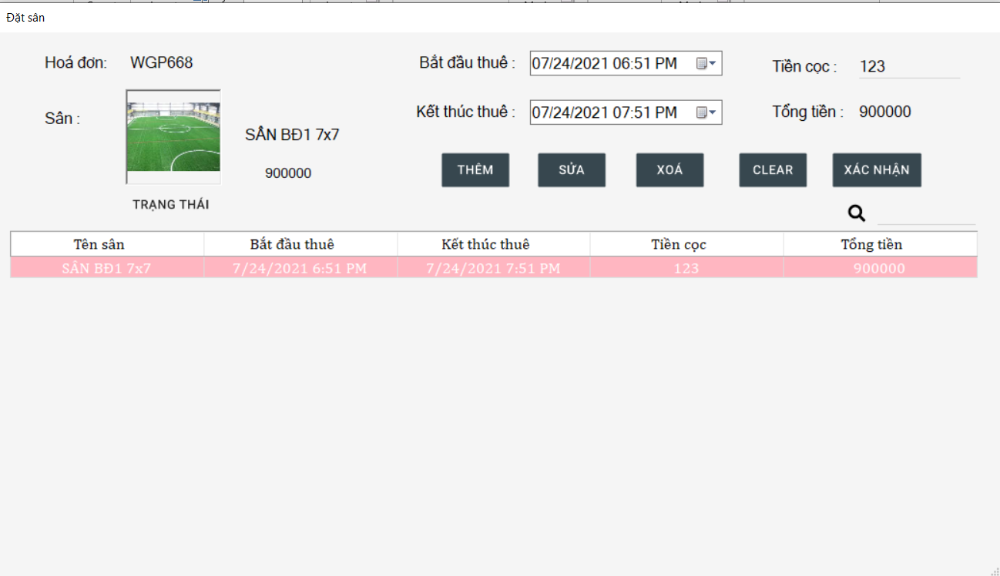 Đặt sân
Hoá đơn: WGP668
Bắt đầu thuê : 07/24/2021 06:51 PM
Tiền cọc : 123
Sân :
Kết thúc thuê : 07/24/2021 07:51 PM
Tổng tiền : 900000
SÂN BĐ1 7x7
900000
THÊM SỬA XOÁ CLEAR XÁC NHẬN
TRẠNG THÁI
Tên sân Bắt đầu thuê Kết thúc thuê Tiền cọc Tổng tiền
SÂN BĐ1 7x7 7/24/2021 6:51 PM 7/24/2021 7:51 PM 123 900000